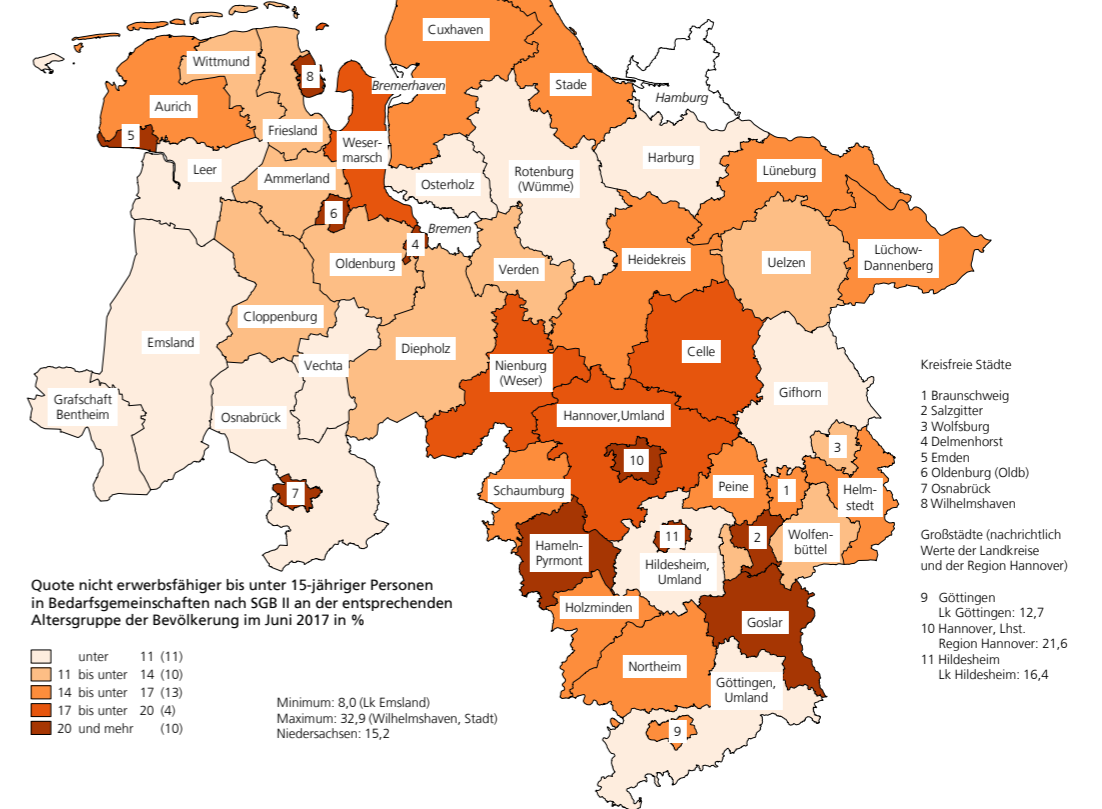 Cuxhaven
Wittmund
8
Bremerhaven
Stade
Hamburg
Aurich
5
Friesland
Weser-
marsch
Leer
Ammerland
Osterholz
Rotenburg
(Wümme)
Harburg
Lüneburg
6
Bremen
4
Oldenburg
Verden
Heidekreis
Uelzen
Lüchow-
Dannenberg
Cloppenburg
Emsland
Diepholz
Vechta
Nienburg
(Weser)
Celle
Gifhorn
Grafschaft
Bentheim
Osnabrück
Hannover,Umland
3
10
7
Schaumburg
Peine
1
Helm-
stedt
Hameln-
Pyrmont
11
Hildesheim,
Umland
2
Wolfen-
büttel
Holzminden
Goslar
Northeim
Göttingen,
Umland
9
Kreisfreie Städte
1 Braunschweig
2 Salzgitter
3 Wolfsburg
4 Delmenhorst
5 Emden
6 Oldenburg (Oldb)
7 Osnabrück
8 Wilhelmshaven
Großstädte (nachrichtlich
Werte der Landkreise
und der Region Hannover)
9 Göttingen
Lk Göttingen: 12,7
10 Hannover, Lhst.
Region Hannover: 21,6
11 Hildesheim
Lk Hildesheim: 16,4
Quote nicht erwerbsfähiger bis unter 15-jähriger Personen
in Bedarfsgemeinschaften nach SGB II an der entsprechenden
Altersgruppe der Bevölkerung im Juni 2017 in %
unter 11 (11)
11 bis unter 14 (10)
14 bis unter 17 (13)
17 bis unter 20 (4)
20 und mehr (10)
Minimum: 8,0 (Lk Emsland)
Maximum: 32,9 (Wilhelmshaven, Stadt)
Niedersachsen: 15,2